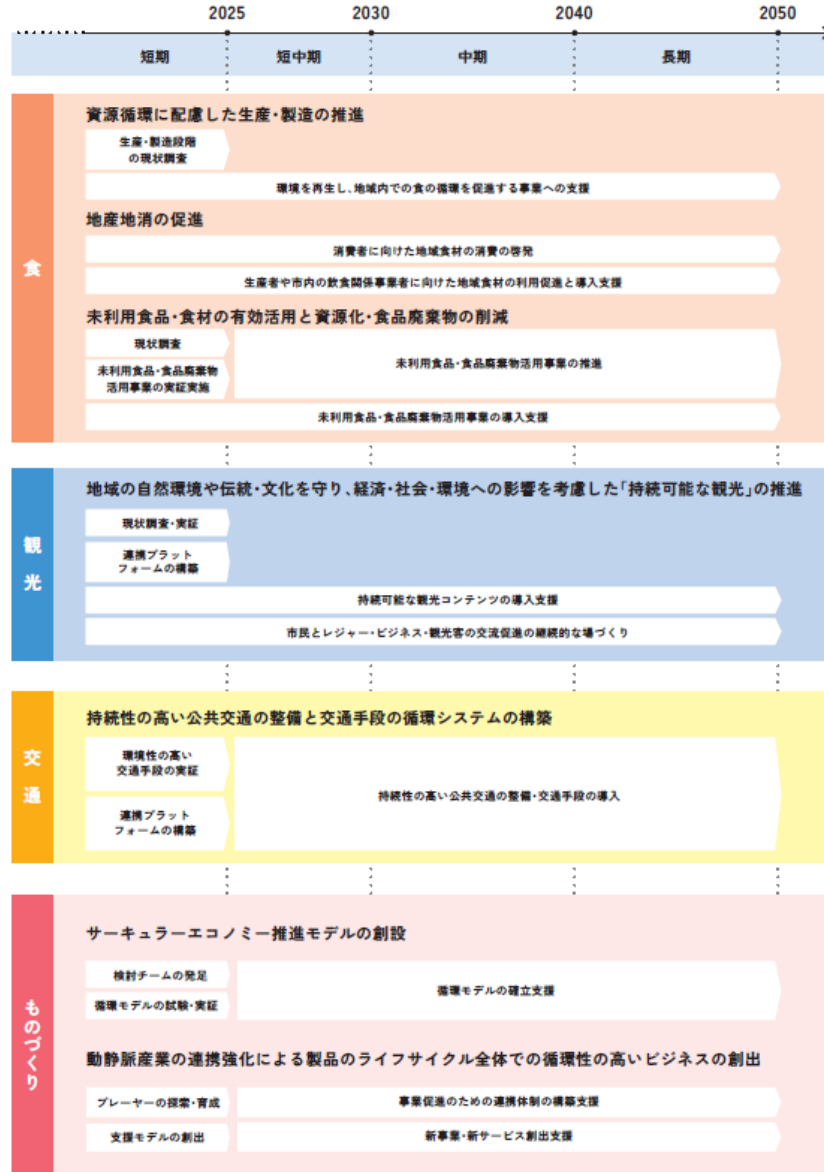 2025 2030 2040 2050
短期 短中期 中期 長期
食
資源循環に配慮した生産・製造の推進
生産・製造段階
の現状調査
環境を再生し、地域内での食の循環を促進する事業への支援
地産地消の促進
消費者に向けた地域食材の消費の啓発
生産者や市内の飲食関係事業者に向けた地域食材の利用促進と導入支援
未利用食品・食材の有効活用と資源化・食品廃棄物の削減
現状調査
未利用食品・食品廃棄物
活用事業の実証実施
未利用食品・食品廃棄物活用事業の推進
未利用食品・食品廃棄物活用事業の導入支援
観光
地域の自然環境や伝統・文化を守り、経済・社会・環境への影響を考慮した「持続可能な観光」の推進
現状調査・実証
連携プラット
フォームの構築
持続可能な観光コンテンツの導入支援
市民とレジャー・ビジネス・観光客の交流促進の継続的な場づくり
交通
持続性の高い公共交通の整備と交通手段の循環システムの構築
環境性の高い
交通手段の実証
連携プラット
フォームの構築
持続性の高い公共交通の整備・交通手段の導入
ものづくり
サーキュラーエコノミー推進モデルの創設
検討チームの発足
循環モデルの試験・実証
循環モデルの確立支援
動静脈産業の連携強化による製品のライフサイクル全体での循環性の高いビジネスの創出
プレーヤーの探索・育成
事業促進のための連携体制の構築支援
支援モデルの創出
新事業・新サービス創出支援